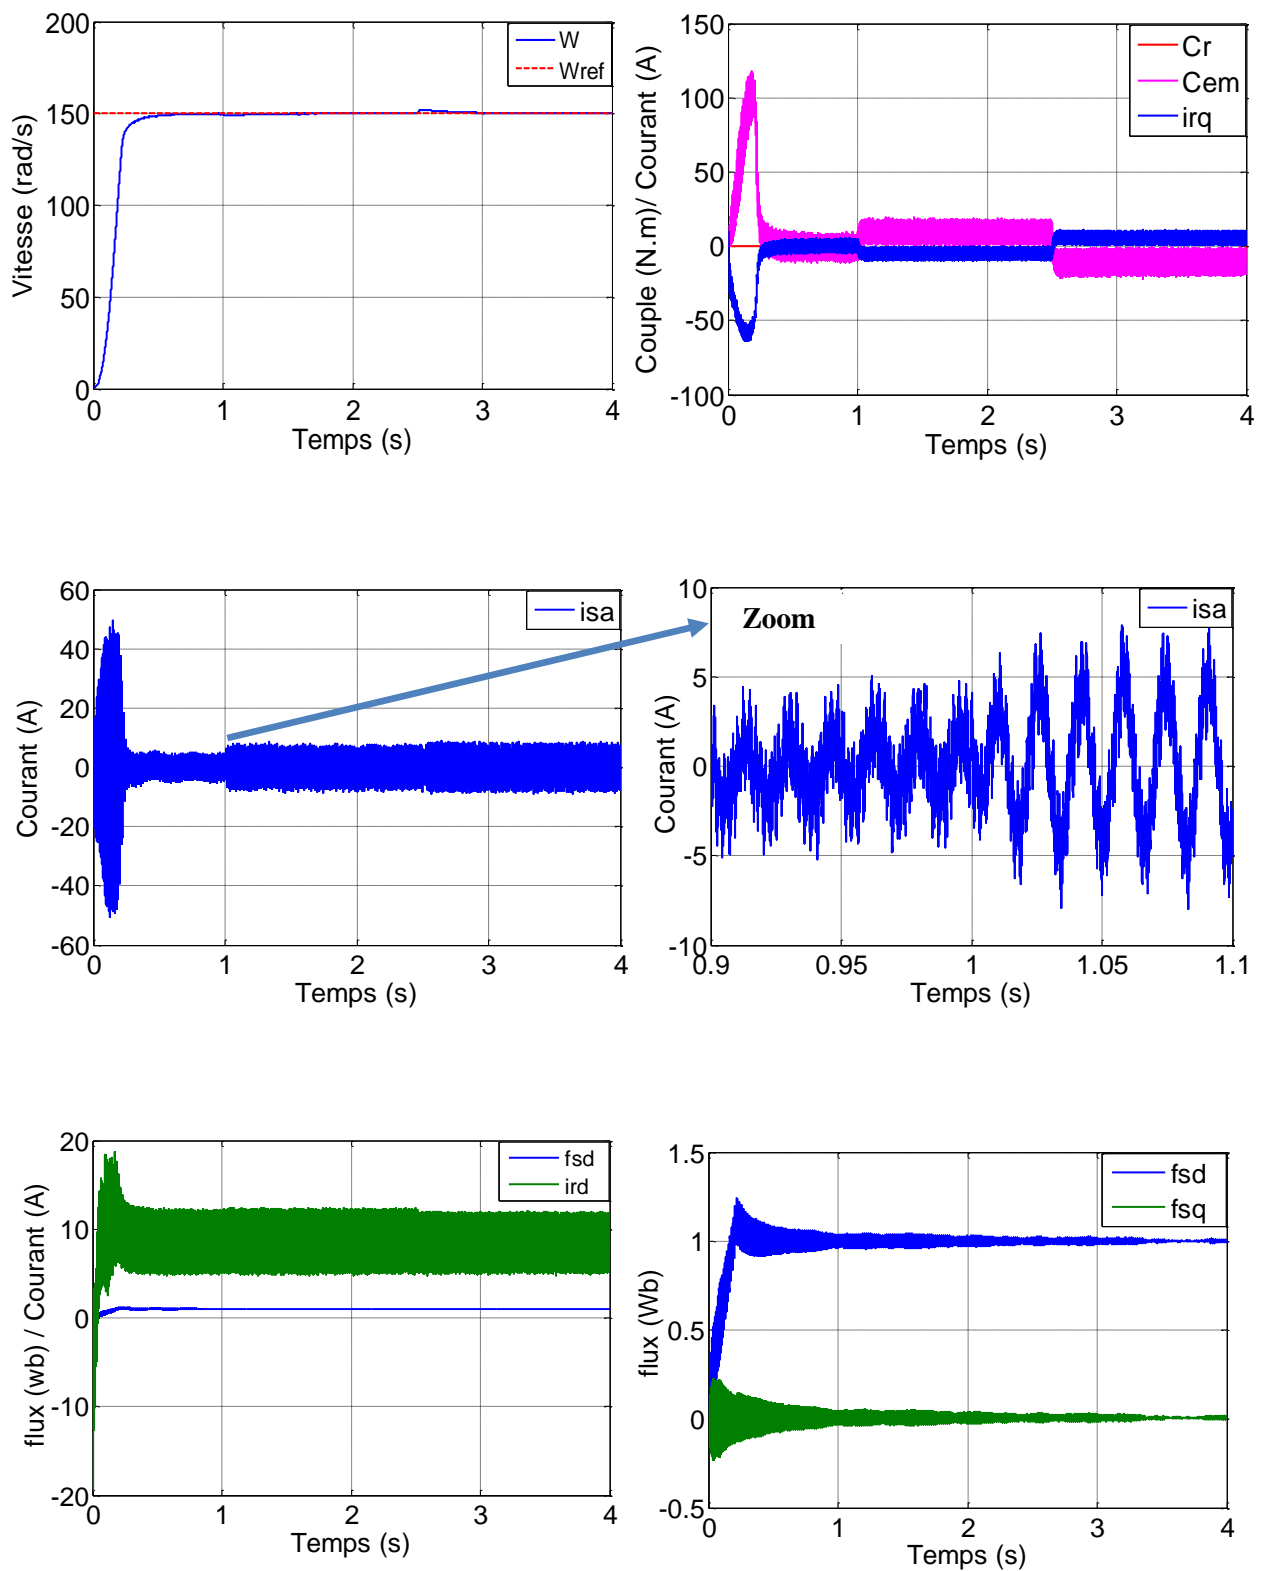 200
150
100
50
0
0
1
2
3
4
Vitesse (rad/s)
Temps (s)
W
Wref
150
100
50
0
-50
-100
0
1
2
3
4
Couple (N.m)/ Courant (A)
Temps (s)
Cr
Cem
irq
60
40
20
0
-20
-40
-60
0
1
2
3
4
Courant (A)
Temps (s)
isa
10
5
0
-5
-10
0.9
0.95
1
1.05
1.1
Courant (A)
Temps (s)
Zoom
isa
20
10
0
-10
-20
0
1
2
3
4
flux (wb) / Courant (A)
Temps (s)
fsd
ird
1.5
1
0.5
0
-0.5
0
1
2
3
4
flux (Wb)
Temps (s)
fsd
fsq